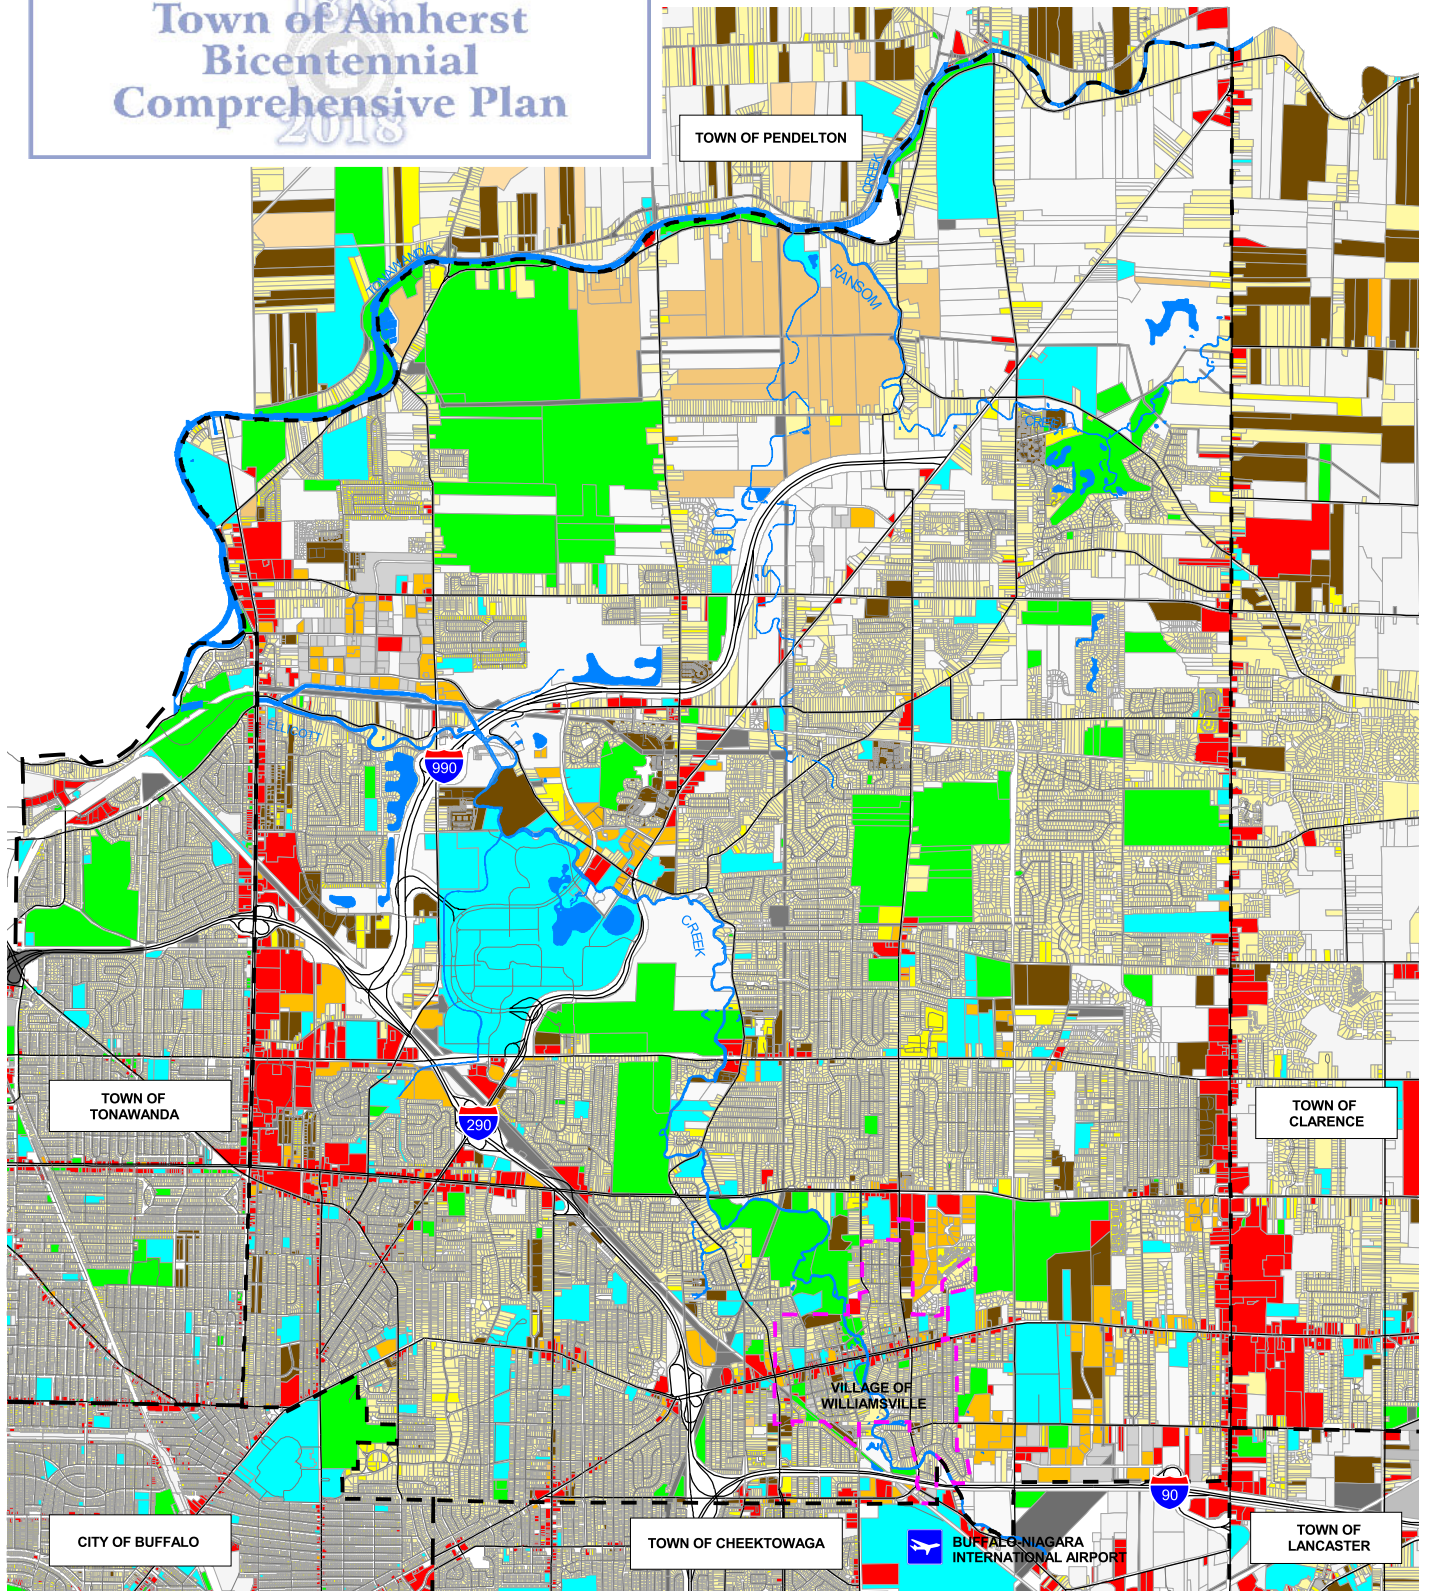 1818
Town of Amherst
Bicentennial
Comprehensive Plan
2018
TOWN OF PENDELTON
CREEK
TONAWANDA
RANSOM
CREEK
ELLICOTT
990
CREEK
TOWN OF
TONAWANDA
290
TOWN OF
CLARENCE
VILLAGE OF
WILLIAMSVILLE
90
CITY OF BUFFALO
TOWN OF CHEEKTOWAGA
BUFFALO-NIAGARA
INTERNATIONAL AIRPORT
TOWN OF
LANCASTER